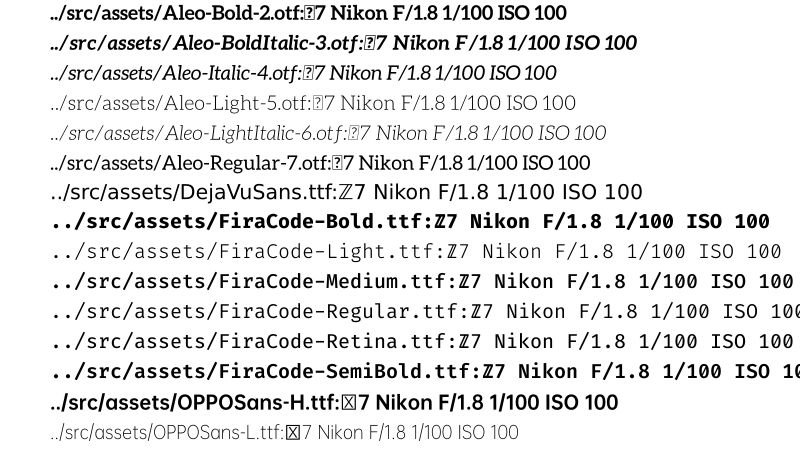 ../src/assets/Aleo-Bold-2.otf:7 Nikon F/1.8 1/100 ISO 100
../src/assets/Aleo-BoldItalic-3.otf:7 Nikon F/1.8 1/100 ISO 100
../src/assets/Aleo-Italic-4.otf:7 Nikon F/1.8 1/100 ISO 100
../src/assets/Aleo-Light-5.otf:7 Nikon F/1.8 1/100 ISO 100
../src/assets/Aleo-LightItalic-6.otf:7 Nikon F/1.8 1/100 ISO 100
../src/assets/Aleo-Regular-7.otf:7 Nikon F/1.8 1/100 ISO 100
../src/assets/DejaVuSans.ttf:ℤ7 Nikon F/1.8 1/100 ISO 100
../src/assets/FiraCode-Bold.ttf:ℤ7 Nikon F/1.8 1/100 ISO 100
../src/assets/FiraCode-Light.ttf:ℤ7 Nikon F/1.8 1/100 ISO 100
../src/assets/FiraCode-Medium.ttf:ℤ7 Nikon F/1.8 1/100 ISO 100
../src/assets/FiraCode-Regular.ttf:ℤ7 Nikon F/1.8 1/100 ISO 100
../src/assets/FiraCode-Retina.ttf:ℤ7 Nikon F/1.8 1/100 ISO 100
../src/assets/FiraCode-SemiBold.ttf:ℤ7 Nikon F/1.8 1/100 ISO 10
../src/assets/OPPOSans-H.ttf:7 Nikon F/1.8 1/100 ISO 100
../src/assets/OPPOSans-L.ttf:7 Nikon F/1.8 1/100 ISO 100